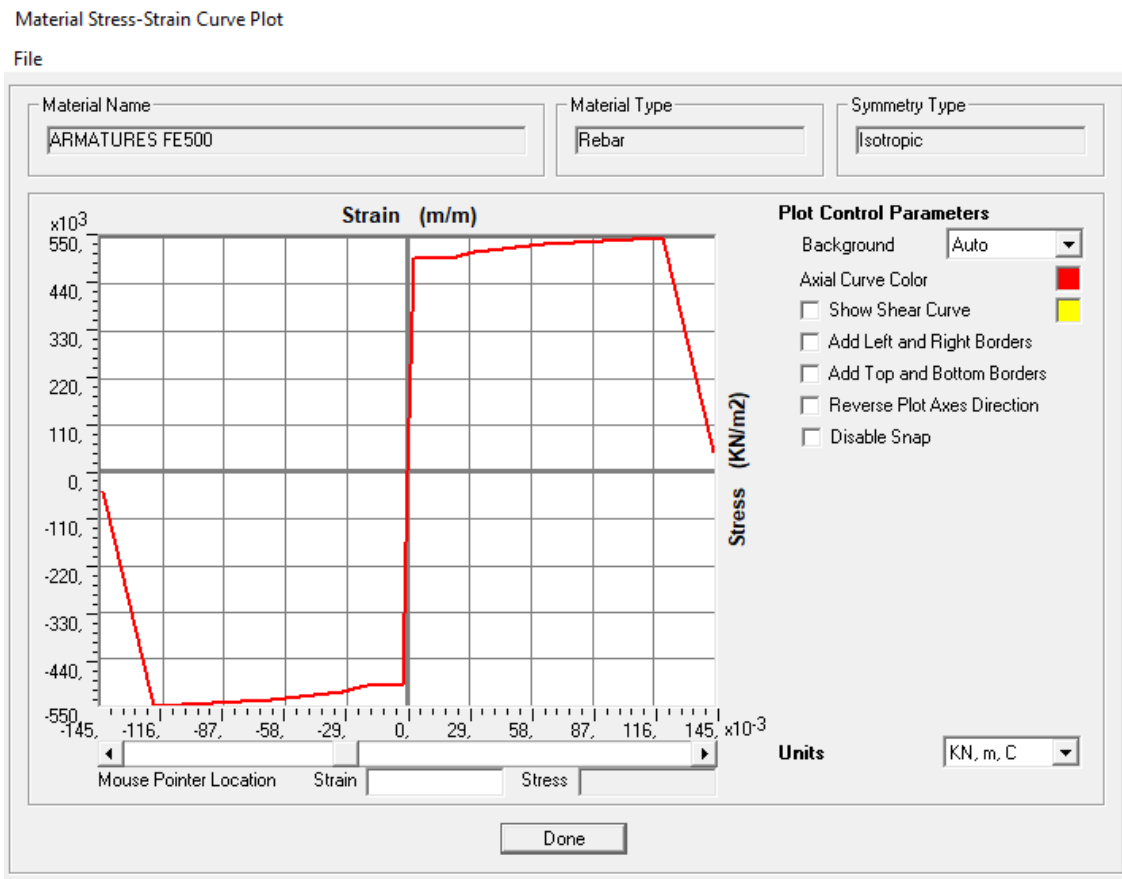 Material Stress-Strain Curve Plot
File
Material Name
Material Type
Symmetry Type
ARMATURES FE500
Rebar
Isotropic
x10³
Strain (m/m)
550,
440,
330,
220,
110,
0,
-110,
-220,
-330,
-440,
-550,
-145, -116, -87, -58, -29, 0, 29, 58, 87, 116, 145, x10-3
Stress (KN/m2)
Mouse Pointer Location Strain Stress
Plot Control Parameters
Background Auto
Axial Curve Color
Show Shear Curve
Add Left and Right Borders
Add Top and Bottom Borders
Reverse Plot Axes Direction
Disable Snap
Units KN, m, C
Done